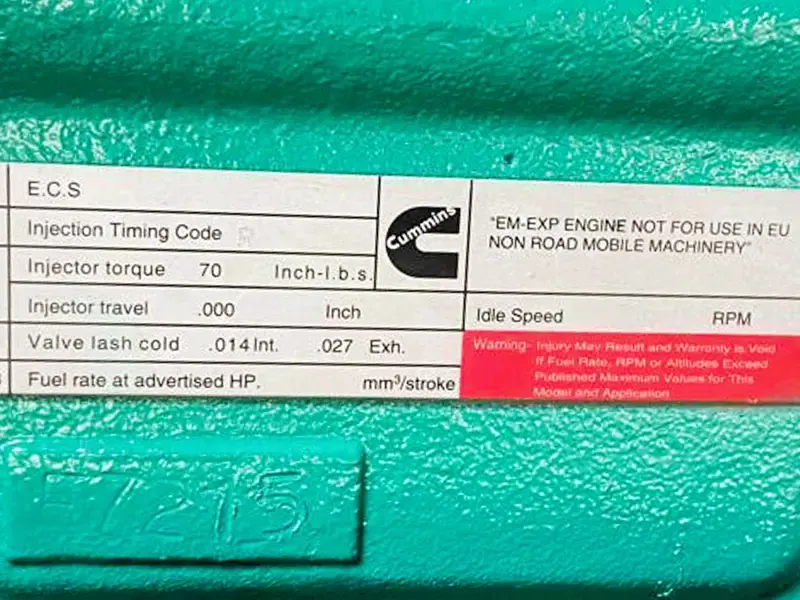 E.C.S
Injection Timing Code
Injector torque 70 Inch-l.b.s.
Injector travel .000 Inch
Valve lash cold .014 Int. .027 Exh.
Fuel rate at advertised HP. mm³/stroke
Cummins
"EM-EXP ENGINE NOT FOR USE IN EU
NON ROAD MOBILE MACHINERY"
Idle Speed RPM
Warning- Injury May Result and Warranty is Void
If Fuel Rate, RPM or Altitudes Exceed
Published Maximum Values for This
Model and Application